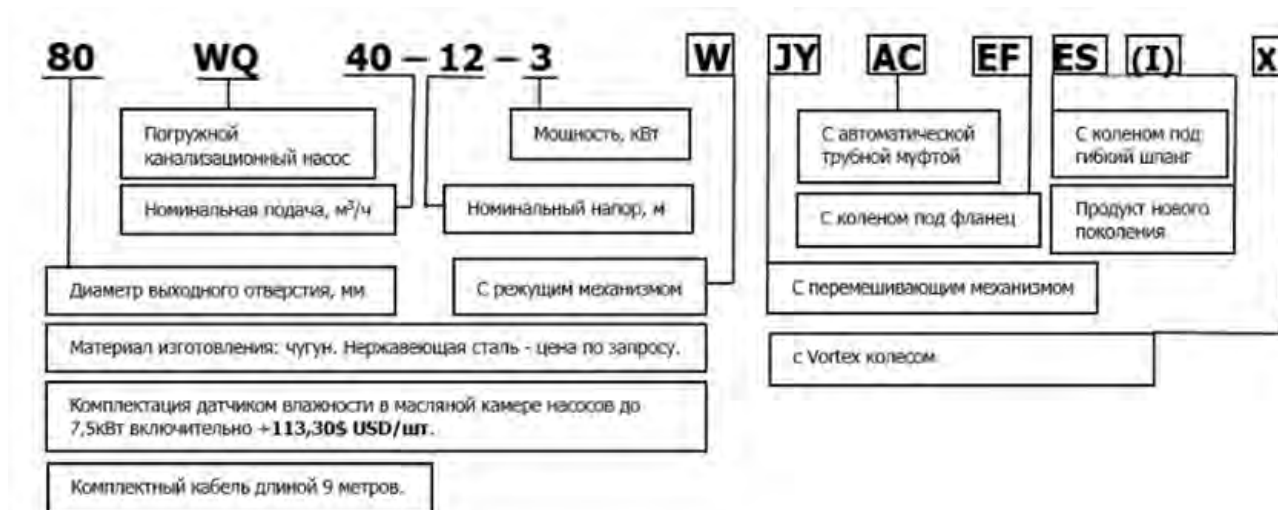 80 WQ 40 – 12 – 3 W JY AC EF ES (I) X
Погружной
канализационный насос
Мощность, кВт
С автоматической
трубной муфтой
С коленом под
гибкий шланг
Номинальная подача, м³/ч
Номинальный напор, м
С коленом под фланец
Продукт нового
поколения
Диаметр выходного отверстия, мм
С режущим механизмом
С перемешивающим механизмом
Материал изготовления: чугун. Нержавеющая сталь - цена по запросу.
с Vortex колесом
Комплектация датчиком влажности в масляной камере насосов до
7,5кВт включительно +113,30$ USD/шт.
Комплектный кабель длиной 9 метров.